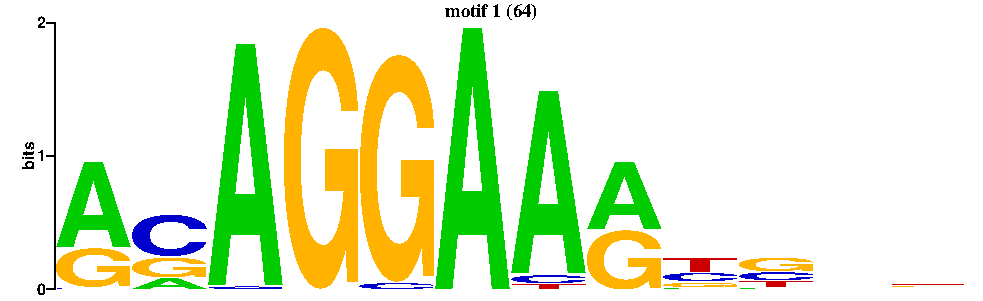 motif 1 (64)
2
bits
1
0
A C A G G A A A T G
G G C C C G C C
A T T G T